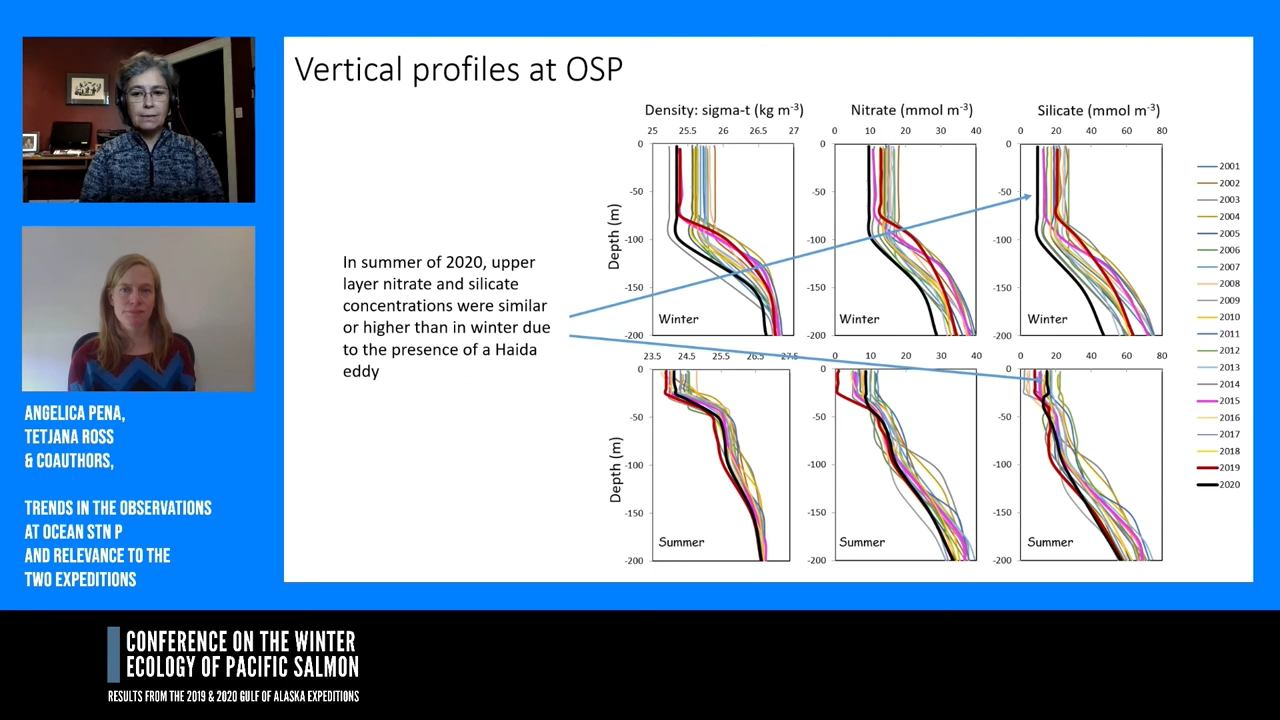 Vertical profiles at OSP
Density: sigma-t (kg m-3)
25 25.5 26 26.5 27
Nitrate (mmol m-3)
0 10 20 30 40
Silicate (mmol m-3)
0 20 40 60 80
Depth (m)
0
-50
-100
-150
-200
Winter
0
-50
-100
-150
-200
Winter
0
-50
-100
-150
-200
Winter
In summer of 2020, upper
layer nitrate and silicate
concentrations were similar
or higher than in winter due
to the presence of a Haida
eddy
23.5 24.5 25.5 26.5 27.5
0 10 20 30 40
0 20 40 60 80
Depth (m)
0
-50
-100
-150
-200
Summer
0
-50
-100
-150
-200
Summer
0
-50
-100
-150
-200
Summer
2001
2002
2003
2004
2005
2006
2007
2008
2009
2010
2011
2012
2013
2014
2015
2016
2017
2018
2019
2020
ANGELICA PENA,
TETJANA ROSS
& COAUTHORS,
TRENDS IN THE OBSERVATIONS
AT OCEAN STN P
AND RELEVANCE TO THE
TWO EXPEDITIONS
CONFERENCE ON THE WINTER
ECOLOGY OF PACIFIC SALMON
RESULTS FROM THE 2019 & 2020 GULF OF ALASKA EXPEDITIONS